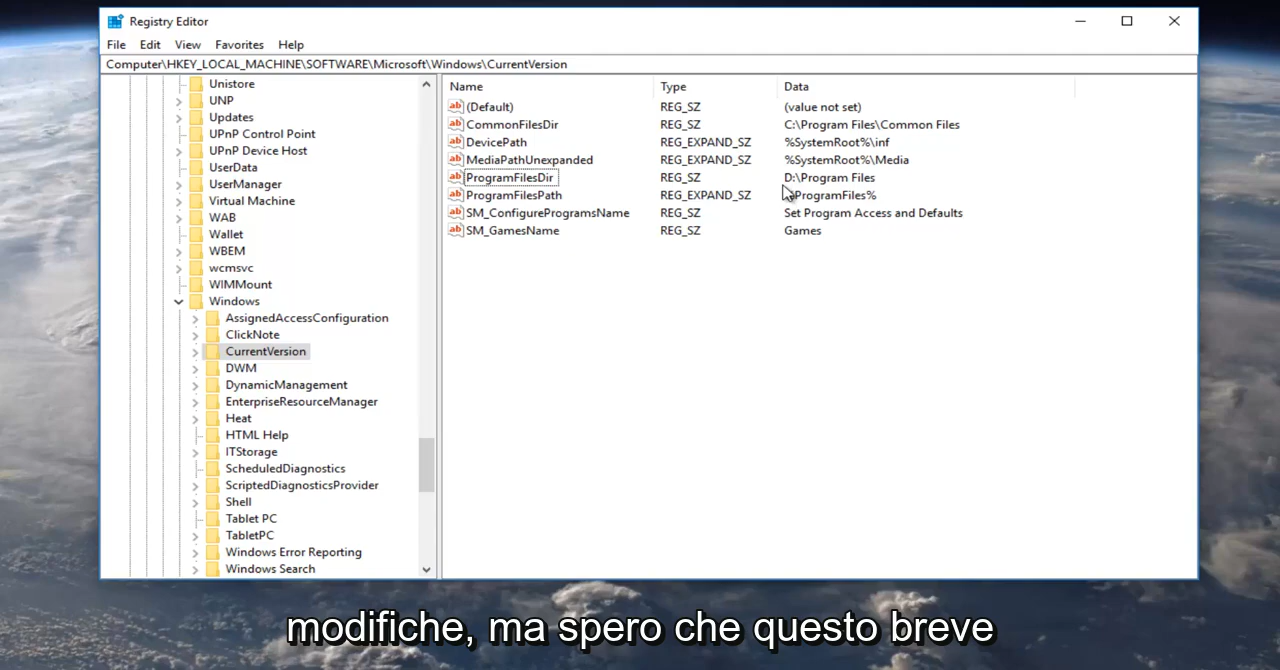 Registry Editor
File Edit View Favorites Help
Computer\HKEY_LOCAL_MACHINE\SOFTWARE\Microsoft\Windows\CurrentVersion
Unistore
UNP
Updates
UPnP Control Point
UPnP Device Host
UserData
UserManager
Virtual Machine
WAB
Wallet
WBEM
wcmsvc
WIMMount
Windows
AssignedAccessConfiguration
ClickNote
CurrentVersion
DWM
DynamicManagement
EnterpriseResourceManager
Heat
HTML Help
ITStorage
ScheduledDiagnostics
ScriptedDiagnosticsProvider
Shell
Tablet PC
TabletPC
Windows Error Reporting
Windows Search
Name Type Data
(Default) REG_SZ (value not set)
CommonFilesDir REG_SZ C:\Program Files\Common Files
DevicePath REG_EXPAND_SZ %SystemRoot%\inf
MediaPathUnexpanded REG_EXPAND_SZ %SystemRoot%\Media
ProgramFilesDir REG_SZ D:\Program Files
ProgramFilesPath REG_EXPAND_SZ %ProgramFiles%
SM_ConfigureProgramsName REG_SZ Set Program Access and Defaults
SM_GamesName REG_SZ Games
modifiche, ma spero che questo breve